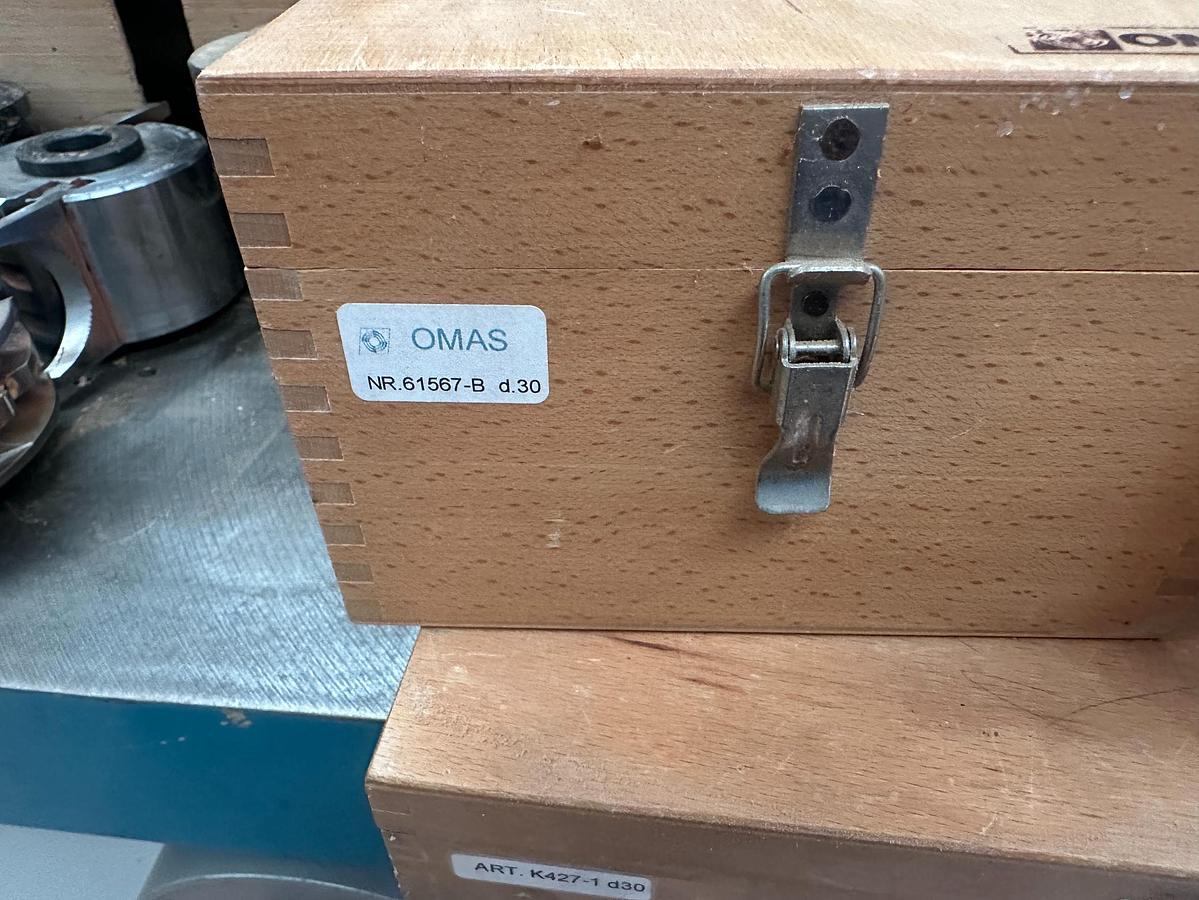 OMAS
NR.61567-B d.30
ART. K427-1 d30